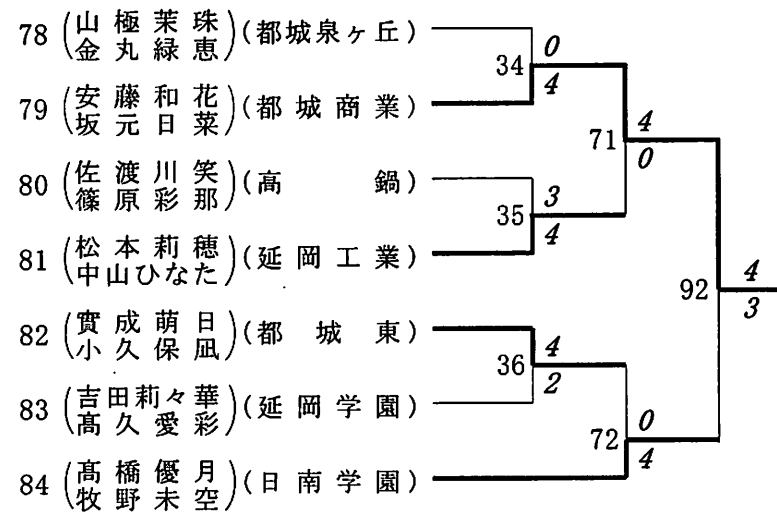 78 (山極茉珠 金丸緑恵)(都城泉ヶ丘)
34 0 4
79 (安藤和花 坂元日菜)(都城商業)
71 4 0
80 (佐渡川笑 篠原彩那)(高鍋)
35 3 4
81 (松本莉穂 中山ひなた)(延岡工業)
92 4 3
82 (實成萌日 小久保凪)(都城東)
36 4 2
83 (吉田莉々華 髙久愛彩)(延岡学園)
72 0 4
84 (髙橋優月 牧野未空)(日南学園)